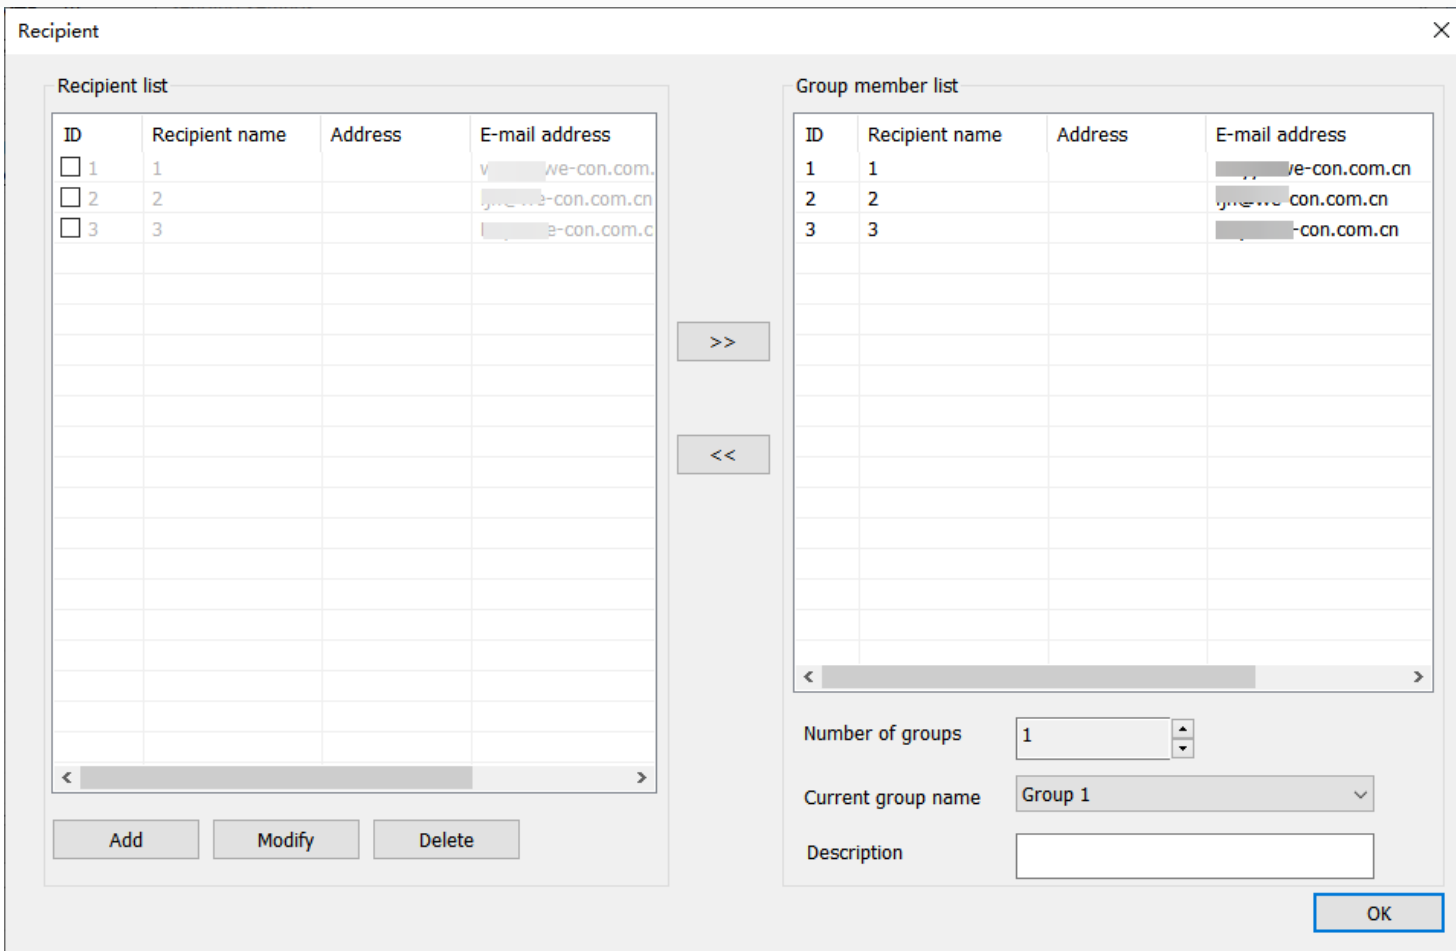 Recipient
Recipient list
ID Recipient name Address E-mail address
1 1 we-con.com.
2 2 e-con.com.cn
3 3 e-con.com.c
Add Modify Delete
>>
<<
Group member list
ID Recipient name Address E-mail address
1 1 e-con.com.cn
2 2 con.com.cn
3 3 -con.com.cn
Number of groups 1
Current group name Group 1
Description
OK